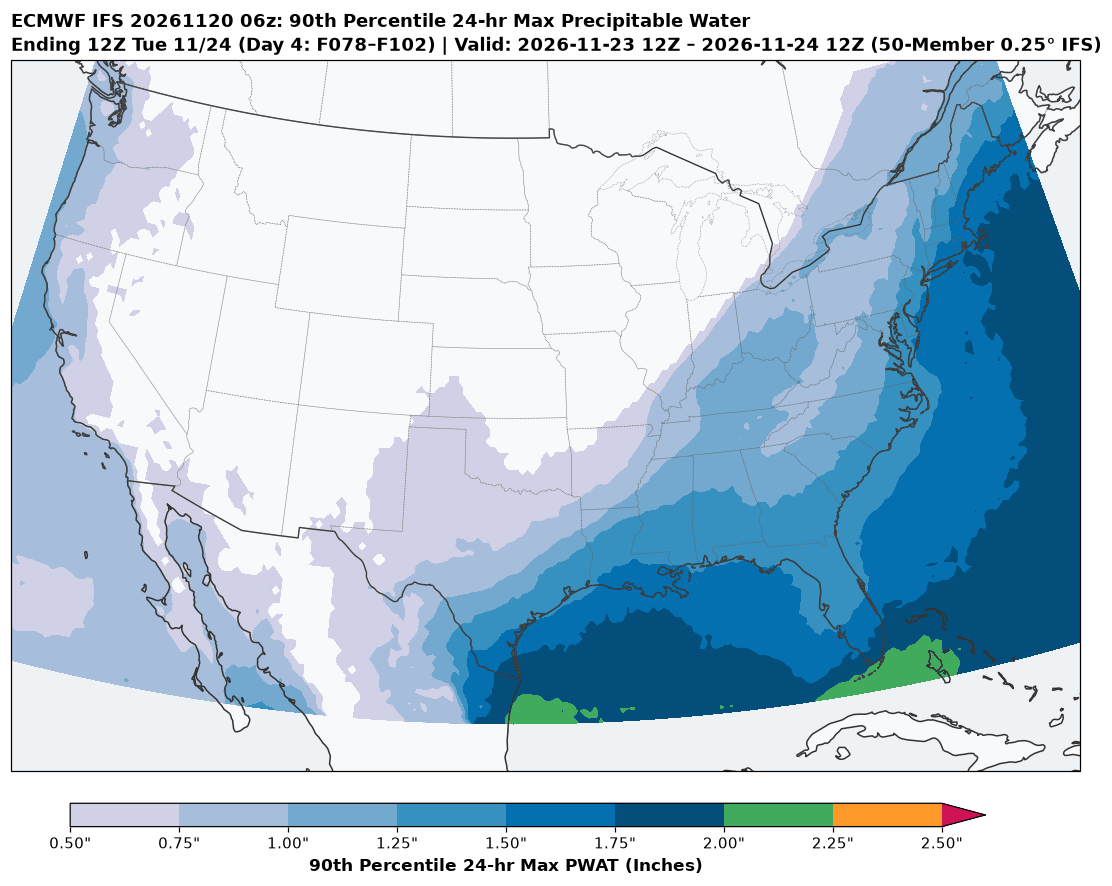 ECMWF IFS 20261120 06z: 90th Percentile 24-hr Max Precipitable Water
Ending 12Z Tue 11/24 (Day 4: F078–F102) | Valid: 2026-11-23 12Z – 2026-11-24 12Z (50-Member 0.25° IFS)
0.50" 0.75" 1.00" 1.25" 1.50" 1.75" 2.00" 2.25" 2.50"
90th Percentile 24-hr Max PWAT (Inches)